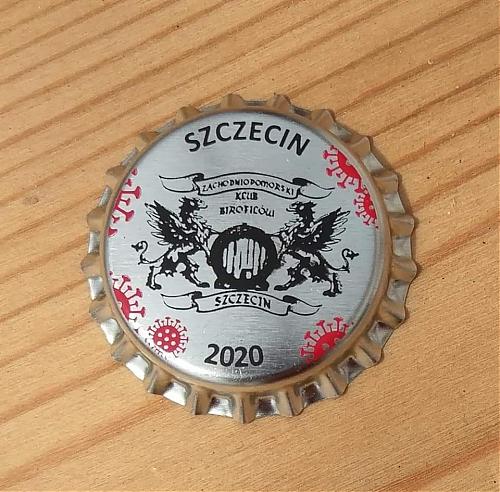 SZCZECIN
ZACHODNIOPOMORSKI
KLUB
BIROFILÓW
SZCZECIN
2020